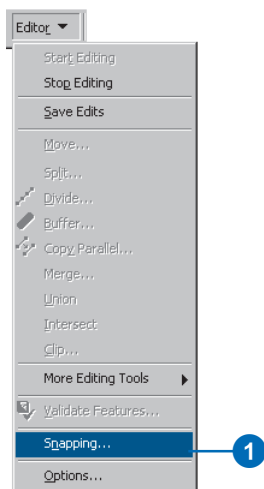 Editor
Start Editing
Stop Editing
Save Edits
Move...
Split...
Divide...
Buffer...
Copy Parallel...
Merge...
Union
Intersect
Clip...
More Editing Tools
Validate Features...
Snapping...
1
Options...